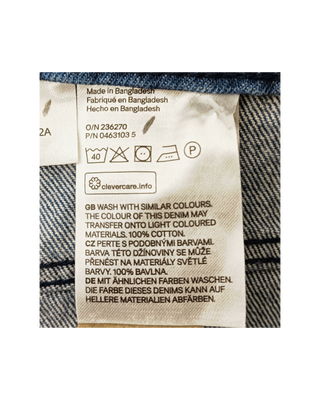 Made in Bangladesh
Fabriqué en Bangladesh
Hecho en Bangladesh
O/N 236270
P/N 0463103 5
2A
40 P
clevercare.info
GB WASH WITH SIMILAR COLOURS.
THE COLOUR OF THIS DENIM MAY
TRANSFER ONTO LIGHT COLOURED
MATERIALS. 100% COTTON.
CZ PERTE S PODOBNÝMI BARVAMI.
BARVA TÉTO DŽÍNOVINY SE MŮŽE
PŘENÉST NA MATERIÁLY SVĚTLÉ
BARVY. 100% BAVLNA.
DE MIT ÄHNLICHEN FARBEN WASCHEN.
DIE FARBE DIESES DENIMS KANN AUF
HELLERE MATERIALIEN ABFÄRBEN.